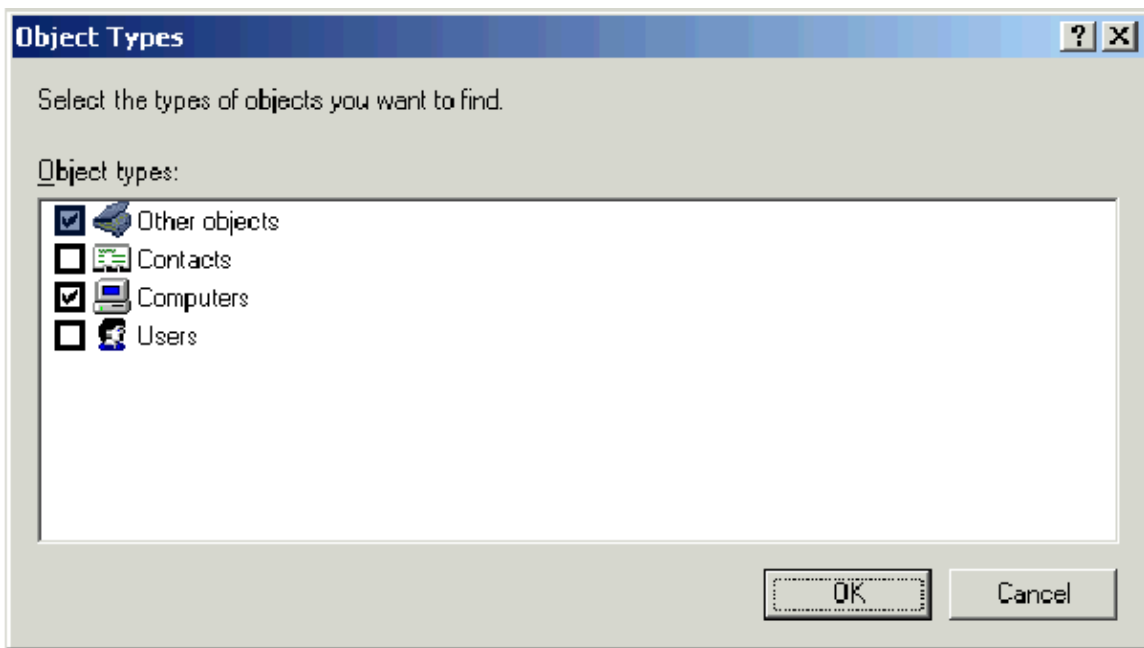 Object Types
Select the types of objects you want to find.
Object types:
Other objects
Contacts
Computers
Users
OK
Cancel